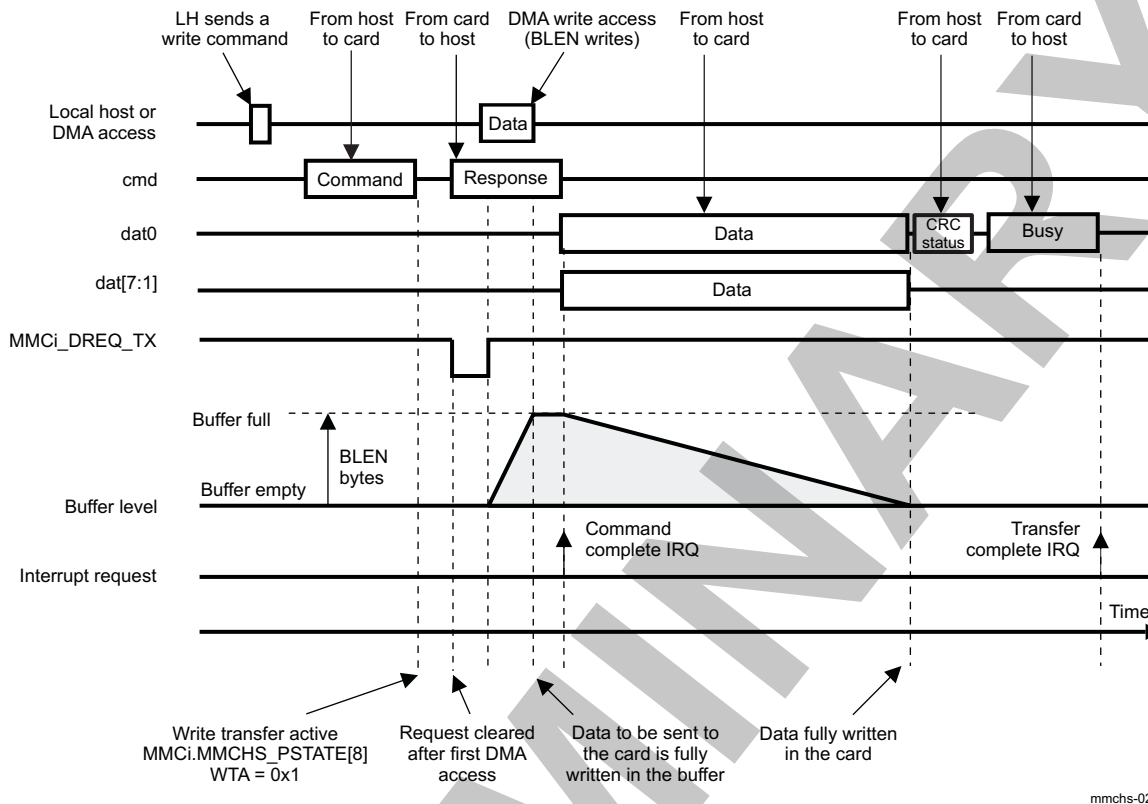 LH sends a
write command
From host
to card
From card
to host
DMA write access
(BLEN writes)
From host
to card
From host
to card
From card
to host
Local host or
DMA access
Data
cmd
Command
Response
dat0
Data
CRC
status
Busy
dat[7:1]
Data
MMCi_DREQ_TX
Buffer full
BLEN
bytes
Buffer empty
Buffer level
Command
complete IRQ
Transfer
complete IRQ
Interrupt request
Time
Write transfer active
MMCi.MMCHS_PSTATE[8]
WTA = 0x1
Request cleared
after first DMA
access
Data to be sent to
the card is fully
written in the buffer
Data fully written
in the card
mmchs-02
MINARY